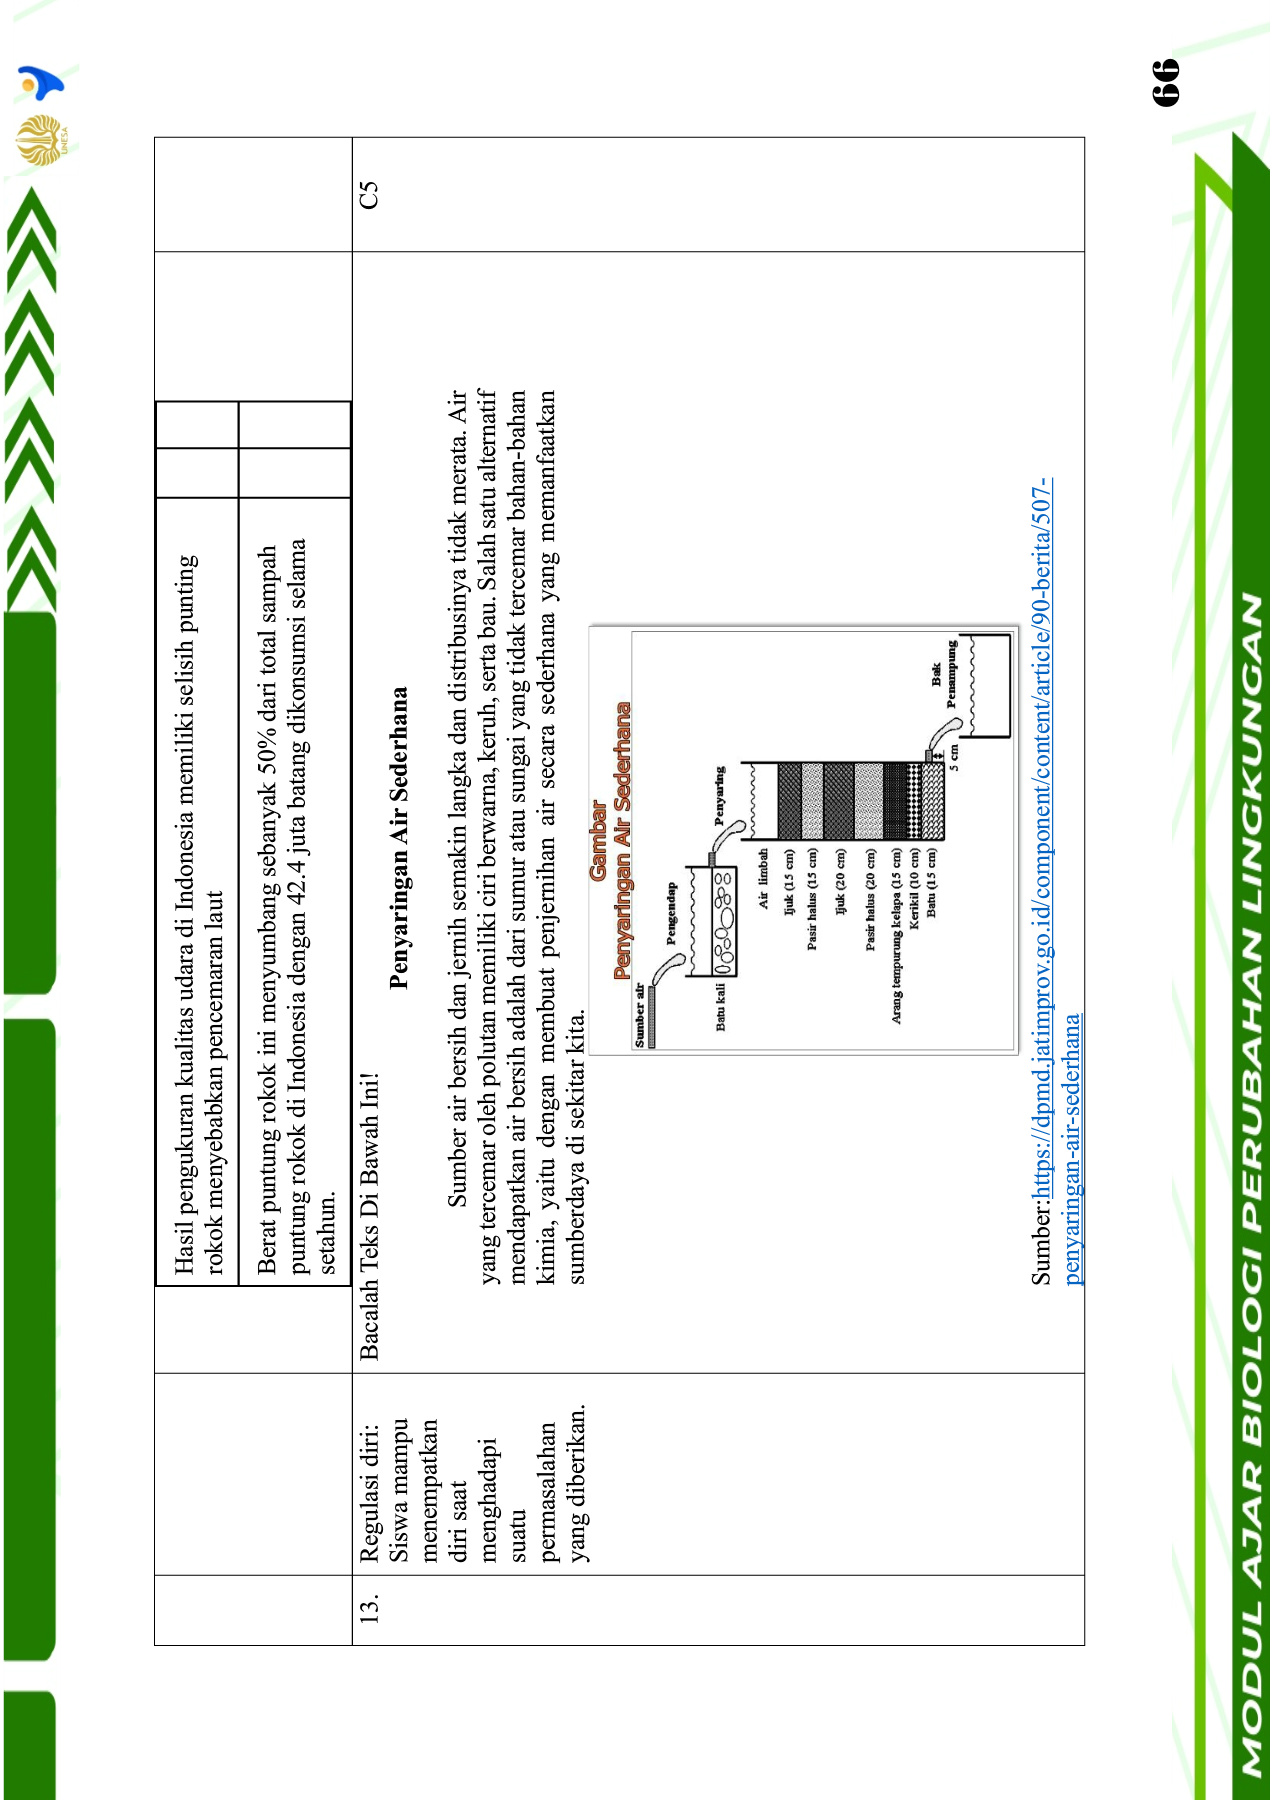 UNESA
Hasil pengukuran kualitas udara di Indonesia memiliki selisih punting
rokok menyebabkan pencemaran laut
Berat puntung rokok ini menyumbang sebanyak 50% dari total sampah
puntung rokok di Indonesia dengan 42.4 juta batang dikonsumsi selama
setahun.
13.
Regulasi diri:
Siswa mampu
menempatkan
diri saat
menghadapi
suatu
permasalahan
yang diberikan.
Bacalah Teks Di Bawah Ini!
Penyaringan Air Sederhana
Sumber air bersih dan jernih semakin langka dan distribusinya tidak merata. Air
yang tercemar oleh polutan memiliki ciri berwarna, keruh, serta bau. Salah satu alternatif
mendapatkan air bersih adalah dari sumur atau sungai yang tidak tercemar bahan-bahan
kimia, yaitu dengan membuat penjernihan air secara sederhana yang memanfaatkan
sumberdaya di sekitar kita.
Gambar
Penyaringan Air Sederhana
Sumber air
Pengendap
Batu kali
Penyaring
Air limbah
Ijuk (15 cm)
Pasir halus (15 cm)
Ijuk (20 cm)
Pasir halus (20 cm)
Arang tempurung kelapa (15 cm)
Kerikil (10 cm)
Batu (15 cm)
Bak
Penampung
5 cm
Sumber:https://dpmd.jatimprov.go.id/component/content/article/90-berita/507-
penyaringan-air-sederhana
C5
66
MODUL AJAR BIOLOGI PERUBAHAN LINGKUNGAN